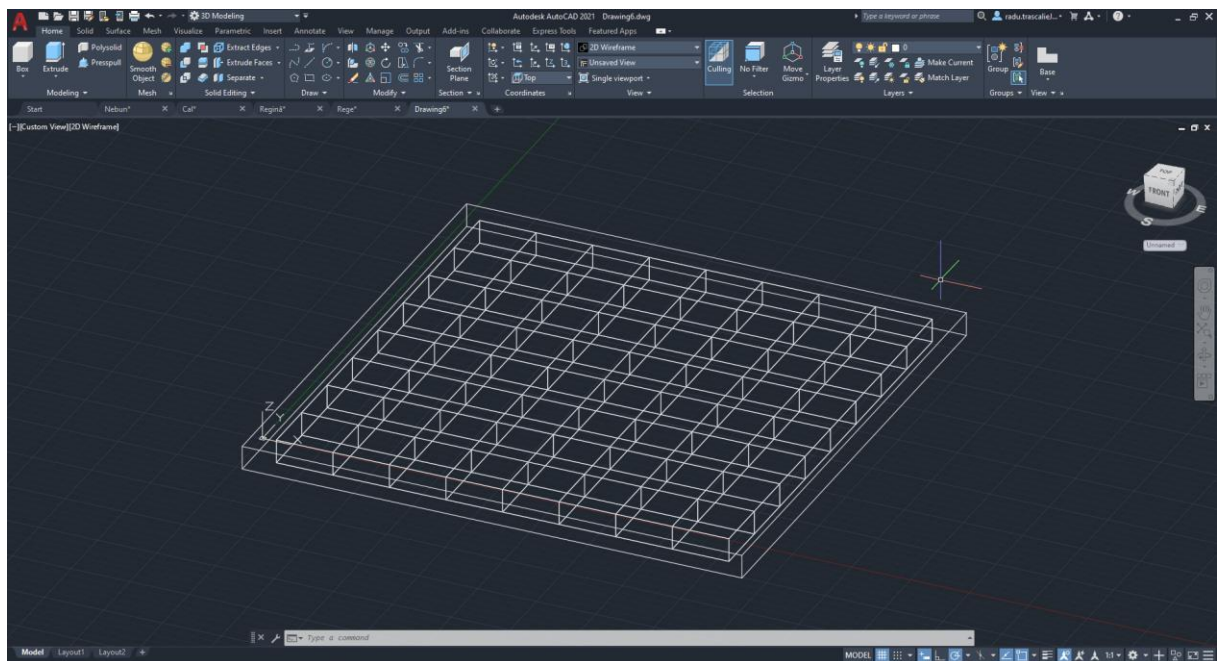 3D Modeling
Autodesk AutoCAD 2021 Drawing6.dwg
Type a keyword or phrase
radu.trascaliel...
Home Solid Surface Mesh Visualize Parametric Insert Annotate View Manage Output Add-ins Collaborate Express Tools Featured Apps
Box
Extrude
Polysolid
Presspull
Smooth Object
Extract Edges
Extrude Faces
Separate
Section Plane
Top
2D Wireframe
Unsaved View
Single viewport
Culling
No Filter
Move Gizmo
Layer Properties
0
Make Current
Match Layer
Group
Base
Modeling Mesh Solid Editing Draw Modify Section Coordinates View Selection Layers Groups View
Start Nebun* Cal* Regină* Rege* Drawing6*
[-][Custom View][2D Wireframe]
TOP
FRONT
W
S
E
Unnamed
Z
Y
X
Type a command
Model Layout1 Layout2
MODEL 1:1